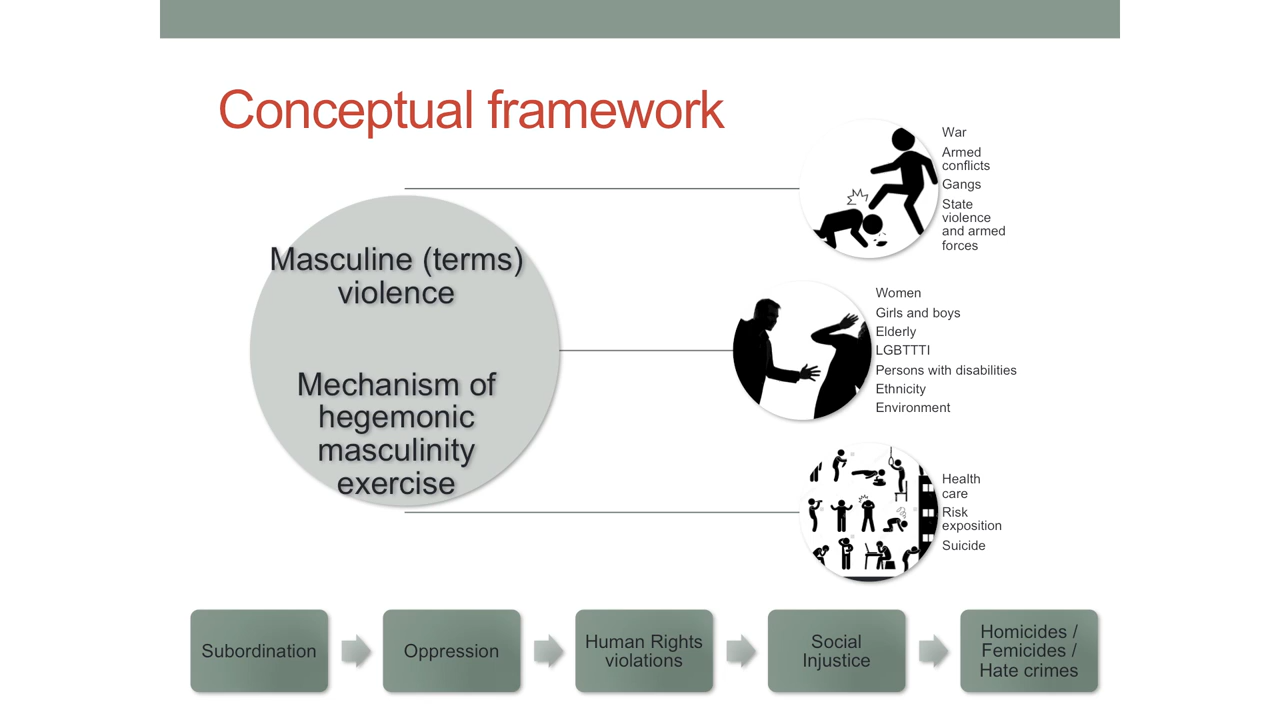 Conceptual framework
Masculine (terms)
violence
Mechanism of
hegemonic
masculinity
exercise
War
Armed
conflicts
Gangs
State
violence
and armed
forces
Women
Girls and boys
Elderly
LGBTTTI
Persons with disabilities
Ethnicity
Environment
Health
care
Risk
exposition
Suicide
Subordination
Oppression
Human Rights
violations
Social
Injustice
Homicides /
Femicides /
Hate crimes